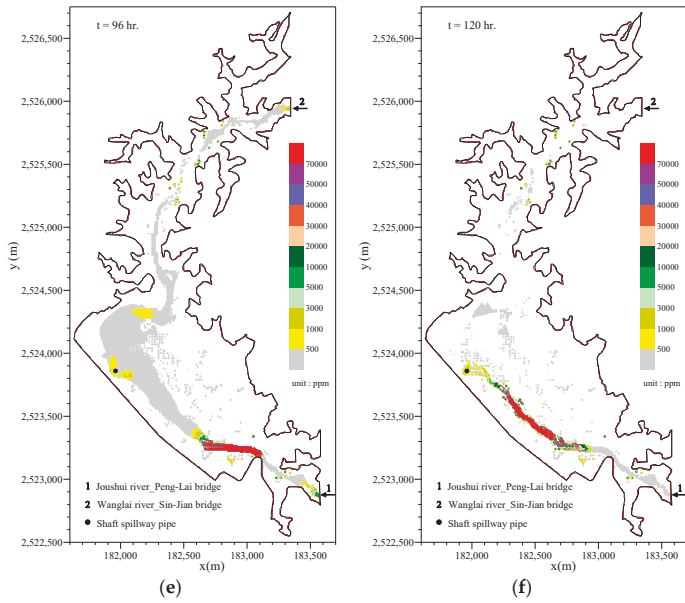 t = 96 hr.
2,526,500
2,526,000
2,525,500
2,525,000
2,524,500
2,524,000
2,523,500
2,523,000
2,522,500
y (m)
2
70000
50000
40000
30000
20000
10000
5000
3000
1000
500
unit : ppm
1
1 Joushui river_Peng-Lai bridge
2 Wanglai river_Sin-Jian bridge
Shaft spillway pipe
182,000 182,500 183,000 183,500
x(m)
(e)
t = 120 hr.
2,526,500
2,526,000
2,525,500
2,525,000
2,524,500
2,524,000
2,523,500
2,523,000
2,522,500
y (m)
2
70000
50000
40000
30000
20000
10000
5000
3000
1000
500
unit : ppm
1
1 Joushui river_Peng-Lai bridge
2 Wanglai river_Sin-Jian bridge
Shaft spillway pipe
182,000 182,500 183,000 183,500
x(m)
(f)